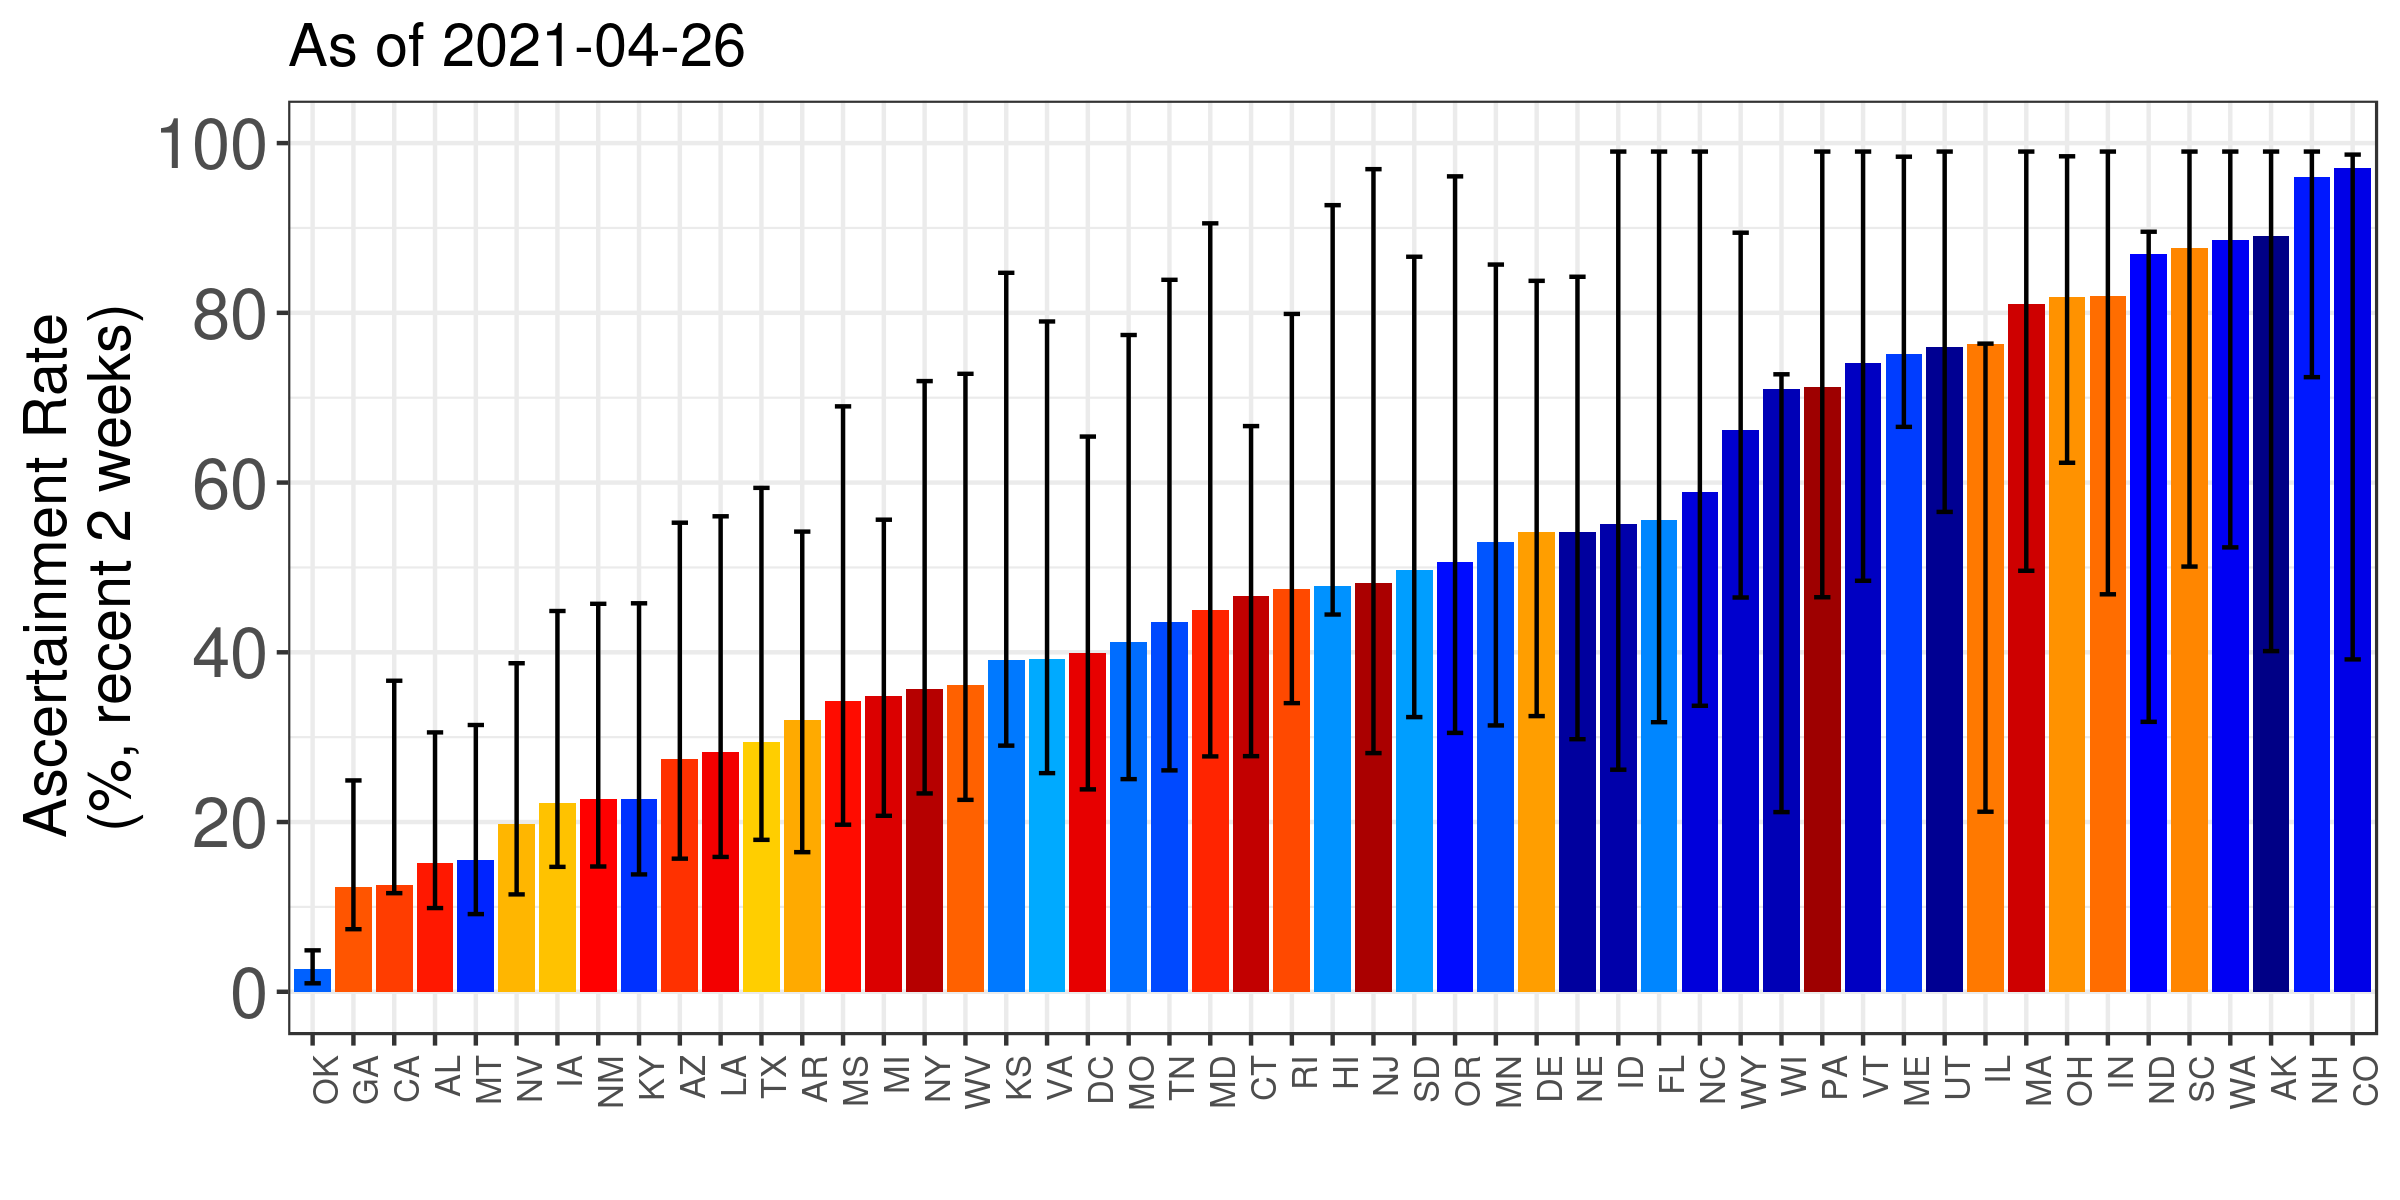 As of 2021-04-26
Ascertainment Rate
(%, recent 2 weeks)
100
80
60
40
20
0
OK GA CA AL MT NV IA NM KY AZ LA TX AR MS MI NY WV KS VA DC MO TN MD CT RI HI NJ SD OR MN DE NE ID FL NC WY WI PA VT ME UT IL MA OH IN ND SC WA AK NH CO